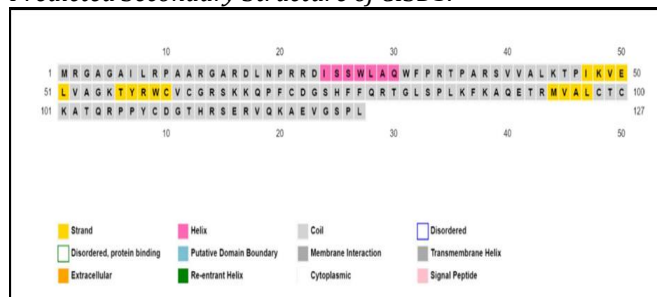 Predicted Secondary Structure of
10 20 30 40 50
1 M R G A G A I L R P A A R G A R D L N P R R D I S S W L A Q W F P R T P A R S V V A L K T P I K V E 50
51 L V A G K T Y R W C V C G R S K K Q P F C D G S H F F Q R T G L S P L K F K A Q E T R M V A L C T C 100
101 K A T Q R P P Y C D G T H R S E R V Q K A E V G S P L 127
10 20 30 40 50
Strand Helix Coil Disordered
Disordered, protein binding Putative Domain Boundary Membrane Interaction Transmembrane Helix
Extracellular Re-entrant Helix Cytoplasmic Signal Peptide